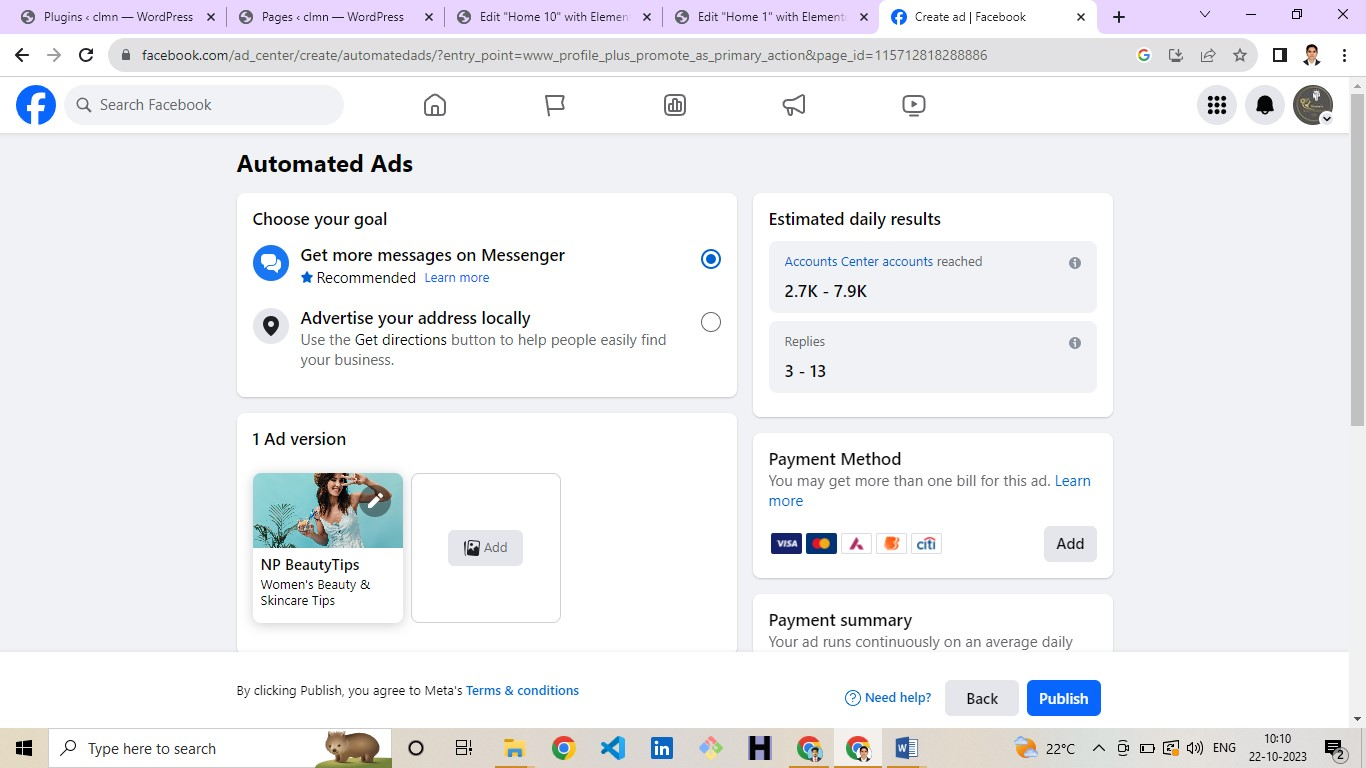 Plugins ‹ clmn — WordPress
Pages ‹ clmn — WordPress
Edit "Home 10" with Elemen
Edit "Home 1" with Element
Create ad | Facebook
facebook.com/ad_center/create/automatedads/?entry_point=www_profile_plus_promote_as_primary_action&page_id=115712818288886
Search Facebook
Automated Ads
Choose your goal
Get more messages on Messenger
Recommended Learn more
Advertise your address locally
Use the Get directions button to help people easily find
your business.
1 Ad version
NP BeautyTips
Women's Beauty &
Skincare Tips
Add
Estimated daily results
Accounts Center accounts reached
2.7K - 7.9K
Replies
3 - 13
Payment Method
You may get more than one bill for this ad. Learn
more
VISA
citi
Add
Payment summary
Your ad runs continuously on an average daily
By clicking Publish, you agree to Meta's Terms & conditions
Need help?
Back
Publish
Type here to search
22°C
ENG
10:10
22-10-2023
2